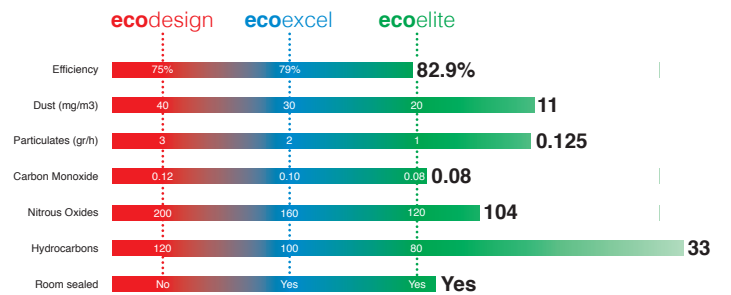 ecodesign ecoexcel ecoelite
Efficiency 75% 79% 82.9%
Dust (mg/m3) 40 30 20 11
Particulates (gr/h) 3 2 1 0.125
Carbon Monoxide 0.12 0.10 0.08 0.08
Nitrous Oxides 200 160 120 104
Hydrocarbons 120 100 80 33
Room sealed No Yes Yes Yes